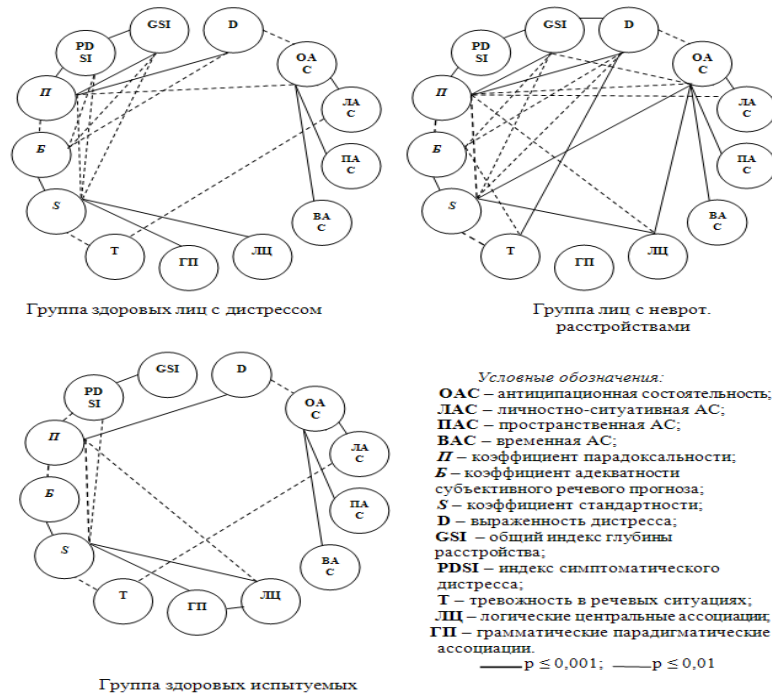 GSI
D
PD
SI
ОА
С
П
ЛА
С
Б
ПА
С
S
ВА
С
Т
ГП
ЛЦ
Группа здоровых лиц с дистрессом
GSI
D
PD
SI
ОА
С
П
ЛА
С
Б
ПА
С
S
ВА
С
Т
ГП
ЛЦ
Группа лиц с неврот.
расстройствами
GSI
D
PD
SI
ОА
С
П
ЛА
С
Б
ПА
С
S
ВА
С
Т
ГП
ЛЦ
Группа здоровых испытуемых
Условные обозначения:
ОАС – антиципационная состоятельность;
ЛАС – личностно-ситуативная АС;
ПАС – пространственная АС;
ВАС – временная АС;
П – коэффициент парадоксальности;
Б – коэффициент адекватности
субъективного речевого прогноза;
S – коэффициент стандартности;
D – выраженность дистресса;
GSI – общий индекс глубины
расстройства;
PDSI – индекс симптоматического
дистресса;
Т – тревожность в речевых ситуациях;
ЛЦ – логические центральные ассоциации;
ГП – грамматические парадигматические
ассоциации.
p ≤ 0,001; p ≤ 0,01